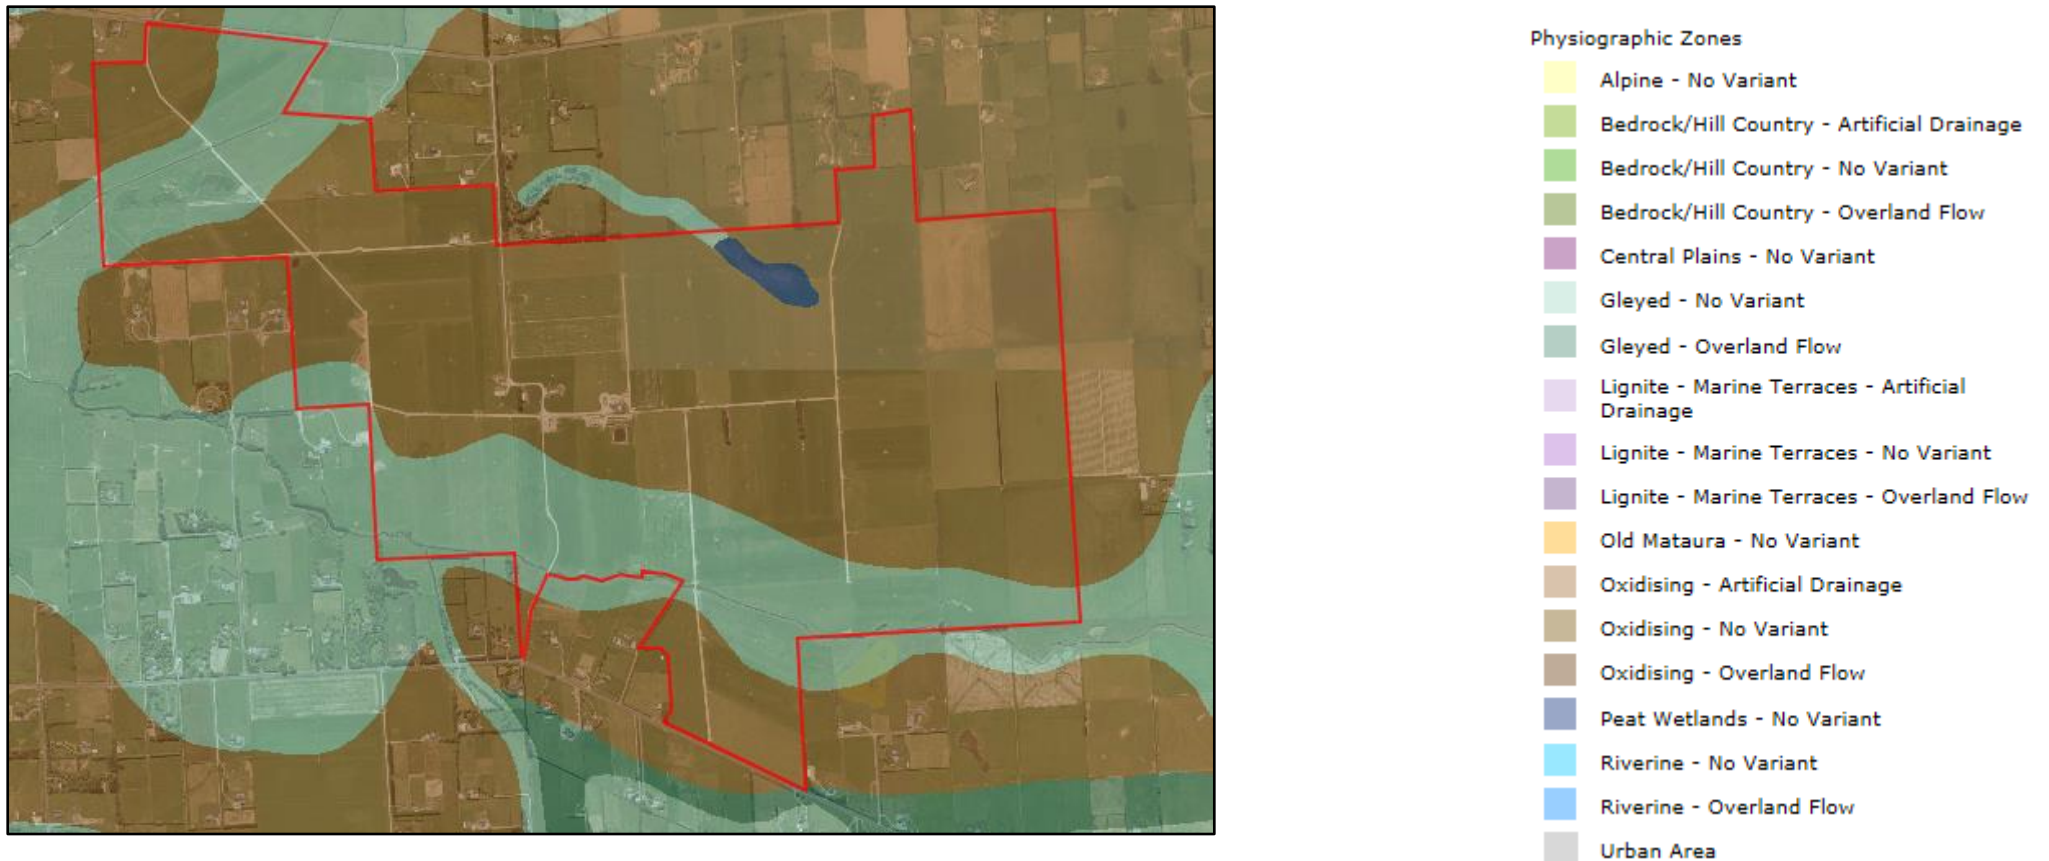 Physiographic Zones
Alpine - No Variant
Bedrock/Hill Country - Artificial Drainage
Bedrock/Hill Country - No Variant
Bedrock/Hill Country - Overland Flow
Central Plains - No Variant
Gleyed - No Variant
Gleyed - Overland Flow
Lignite - Marine Terraces - Artificial
Drainage
Lignite - Marine Terraces - No Variant
Lignite - Marine Terraces - Overland Flow
Old Mataura - No Variant
Oxidising - Artificial Drainage
Oxidising - No Variant
Oxidising - Overland Flow
Peat Wetlands - No Variant
Riverine - No Variant
Riverine - Overland Flow
Urban Area